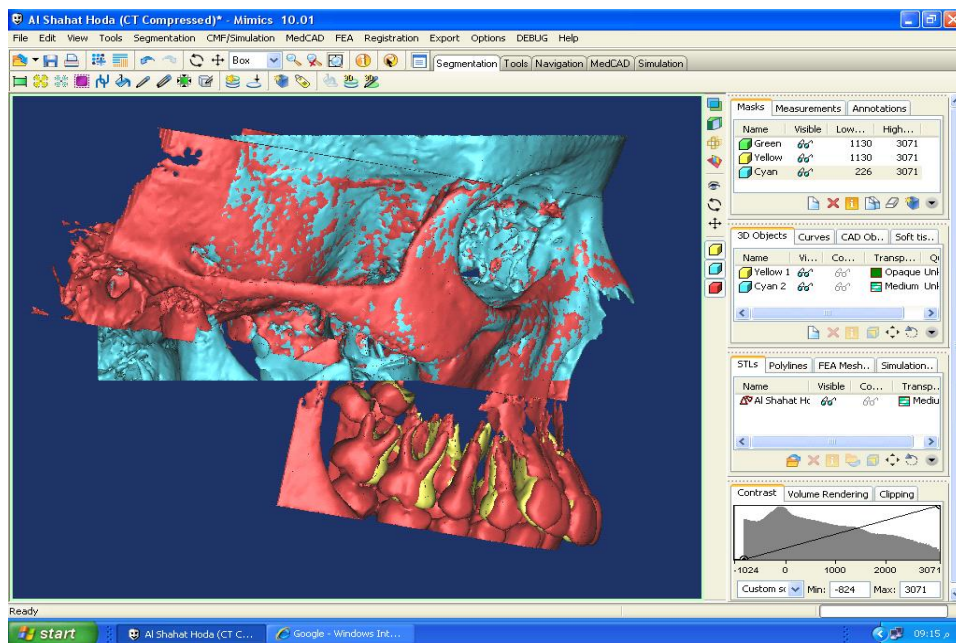 Al Shahat Hoda (CT Compressed)* - Mimics 10.01
File Edit View Tools Segmentation CMF/Simulation MedCAD FEA Registration Export Options DEBUG Help
Box
Segmentation Tools Navigation MedCAD Simulation
Masks Measurements Annotations
Name Visible Low... High...
Green 1130 3071
Yellow 1130 3071
Cyan 226 3071
3D Objects Curves CAD Ob.. Soft tis..
Name Vi... Co... Transp... Qu
Yellow 1 Opaque Unl
Cyan 2 Medium Unl
STLs Polylines FEA Mesh.. Simulation..
Name Visible Co... Transp..
Al Shahat Hc Mediu
Contrast Volume Rendering Clipping
-1024 0 1000 2000 3071
Custom sc Min: -824 Max: 3071
Ready
start Al Shahat Hoda (CT C... Google - Windows Int... 09:15 م